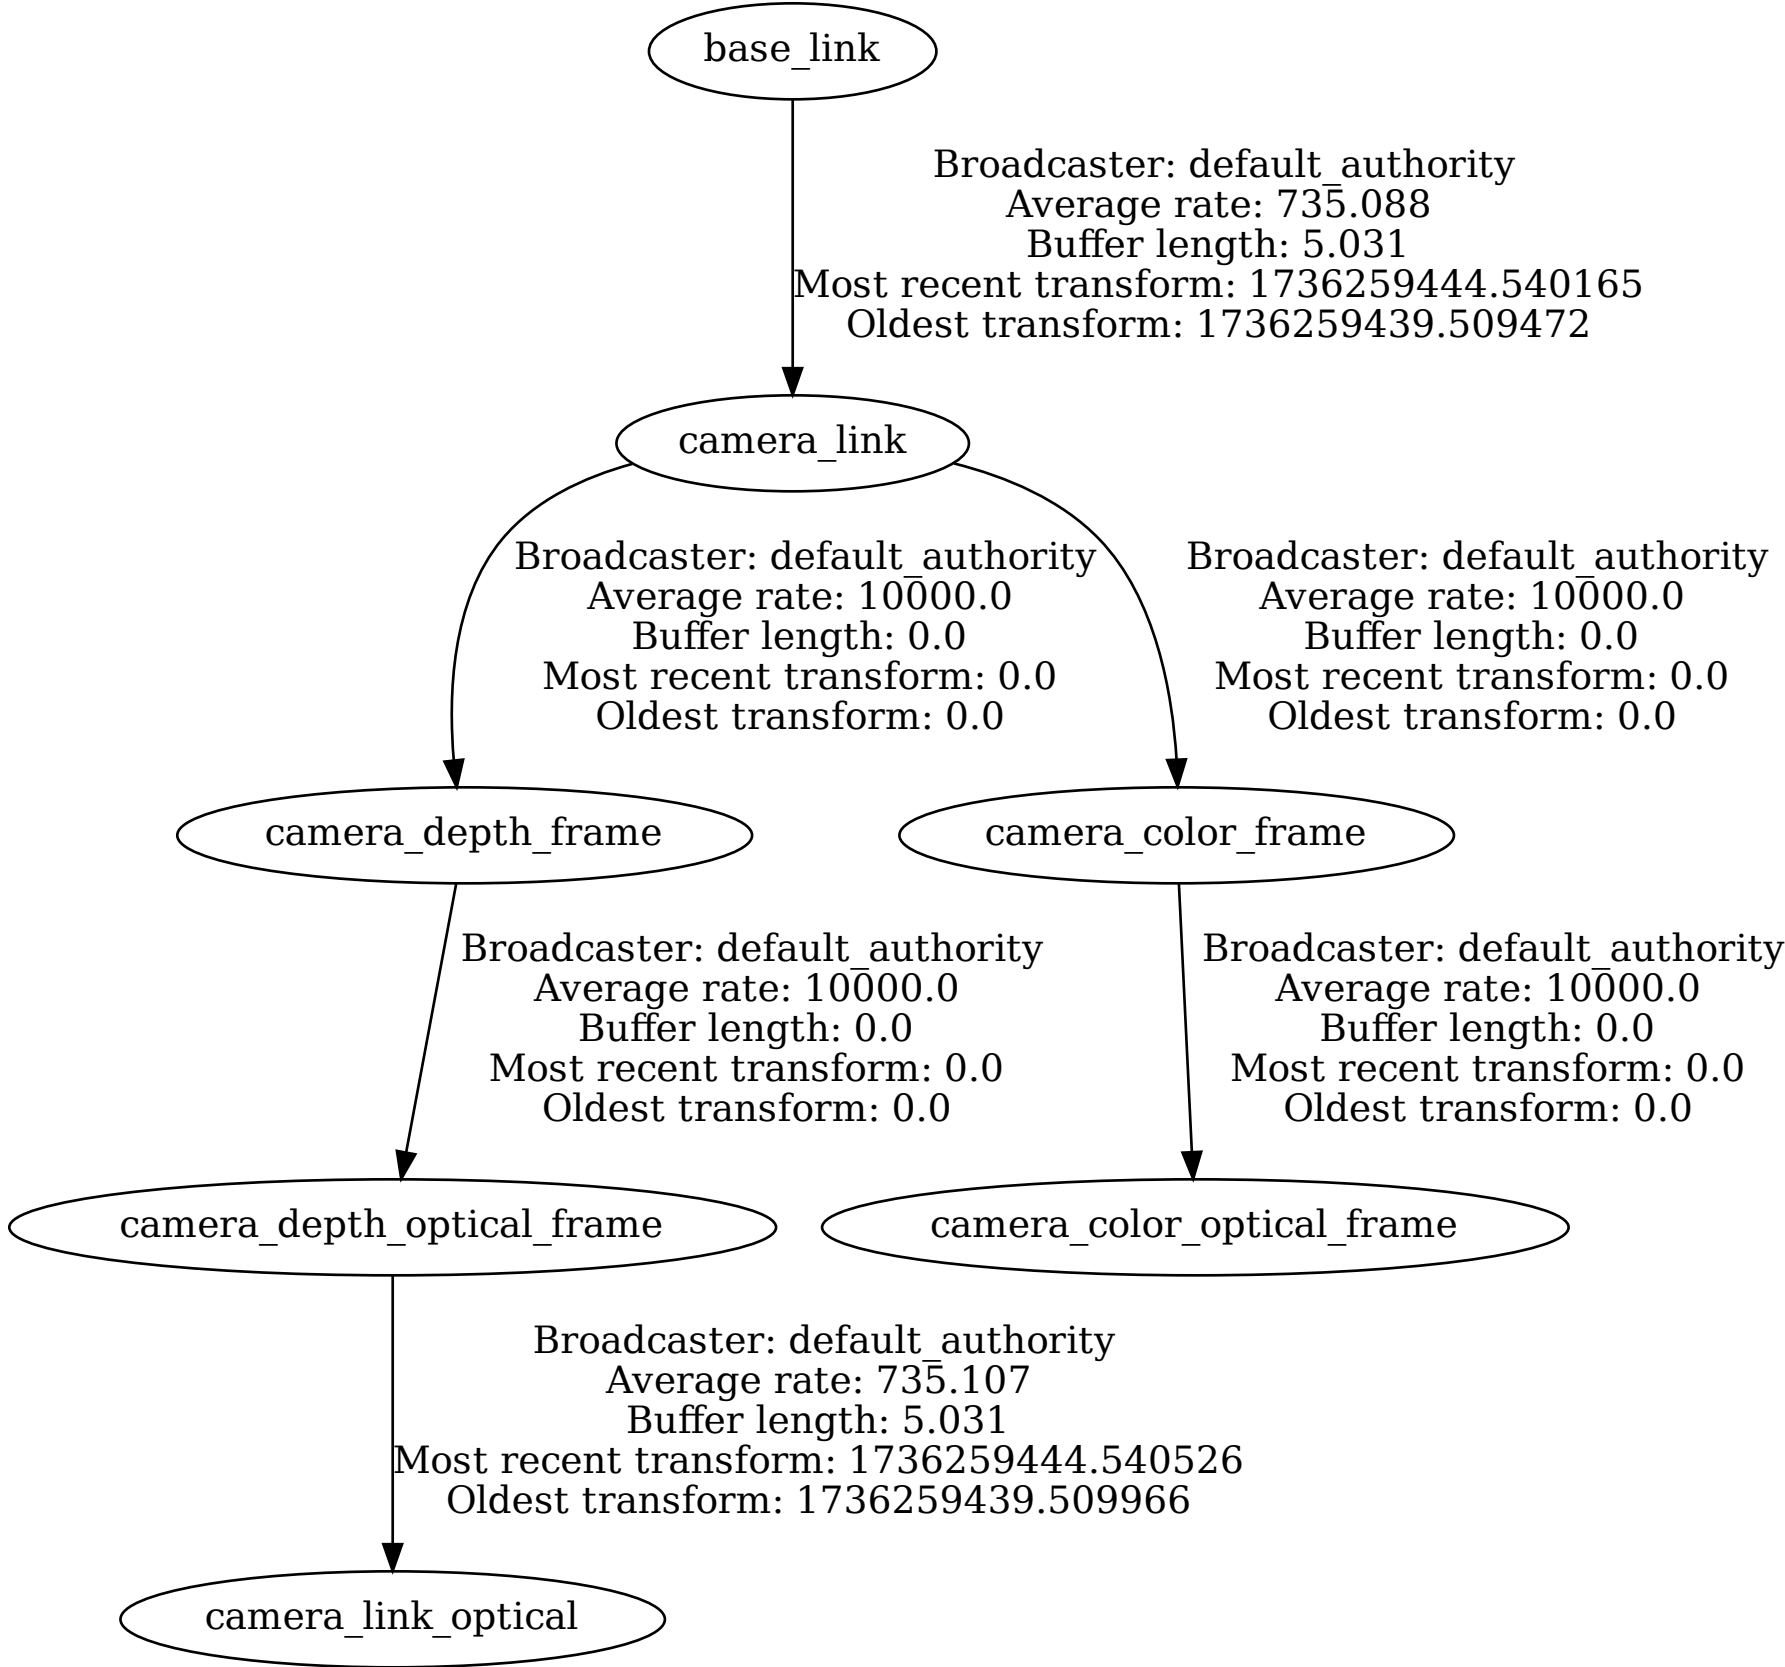 base_link
Broadcaster: default_authority
Average rate: 735.088
Buffer length: 5.031
Most recent transform: 1736259444.540165
Oldest transform: 1736259439.509472
camera_link
Broadcaster: default_authority
Average rate: 10000.0
Buffer length: 0.0
Most recent transform: 0.0
Oldest transform: 0.0
Broadcaster: default_authority
Average rate: 10000.0
Buffer length: 0.0
Most recent transform: 0.0
Oldest transform: 0.0
camera_depth_frame
camera_color_frame
Broadcaster: default_authority
Average rate: 10000.0
Buffer length: 0.0
Most recent transform: 0.0
Oldest transform: 0.0
Broadcaster: default_authority
Average rate: 10000.0
Buffer length: 0.0
Most recent transform: 0.0
Oldest transform: 0.0
camera_depth_optical_frame
camera_color_optical_frame
Broadcaster: default_authority
Average rate: 735.107
Buffer length: 5.031
Most recent transform: 1736259444.540526
Oldest transform: 1736259439.509966
camera_link_optical